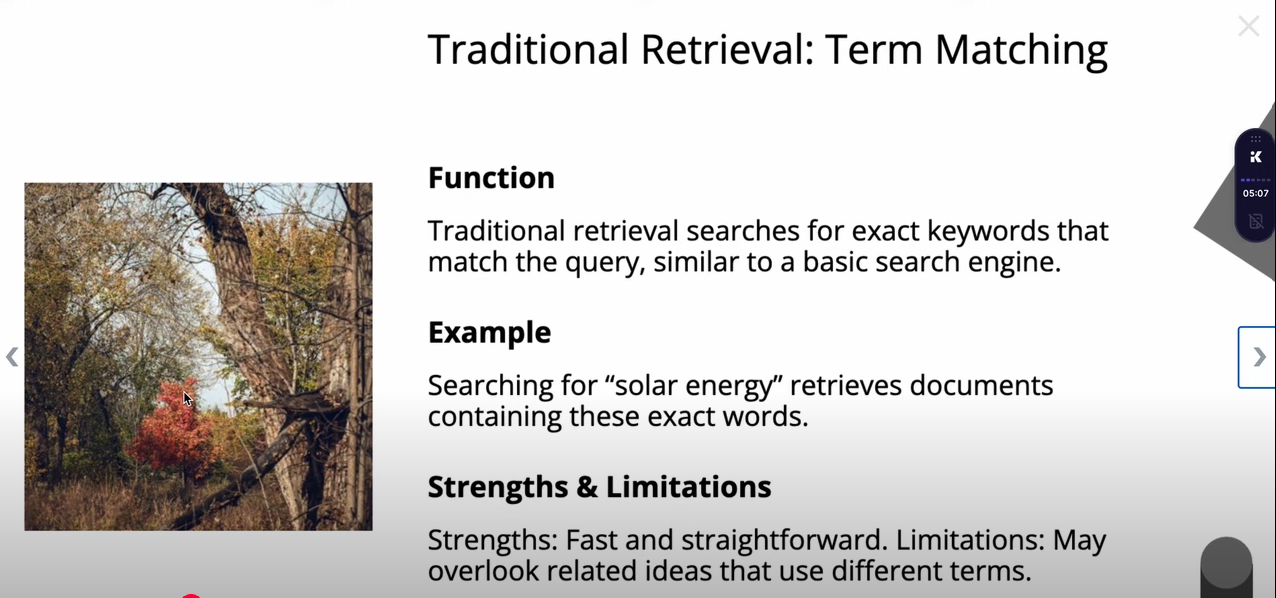 Traditional Retrieval: Term Matching
Function
Traditional retrieval searches for exact keywords that
match the query, similar to a basic search engine.
Example
Searching for “solar energy” retrieves documents
containing these exact words.
Strengths & Limitations
Strengths: Fast and straightforward. Limitations: May
overlook related ideas that use different terms.
05:07